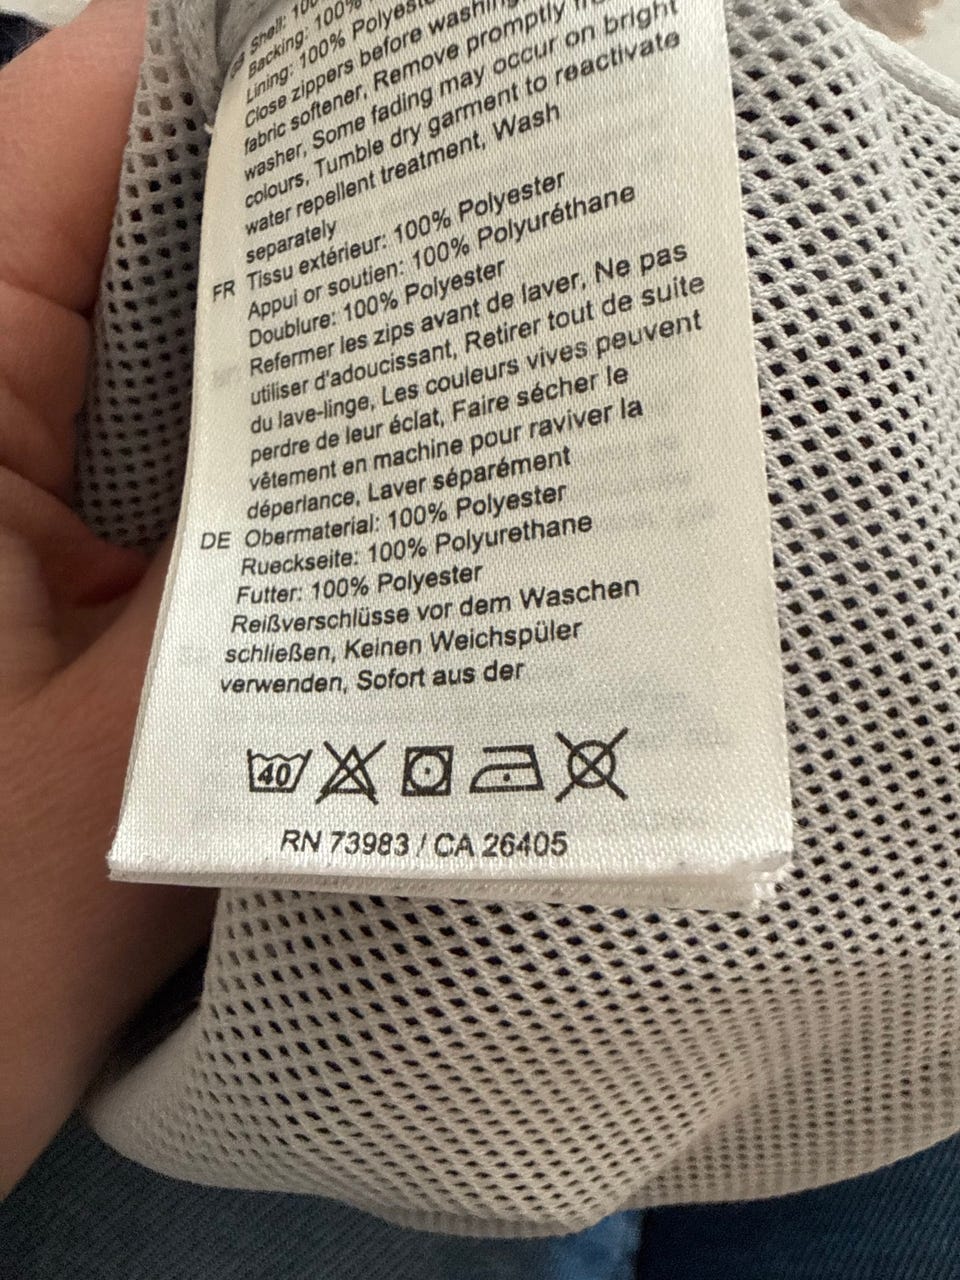 GB Shell: 100
Backing: 100%
Lining: 100% Polyeste
Close zippers before washing
fabric softener, Remove promptly
washer, Some fading may occur on bright
colours, Tumble dry garment to reactivate
water repellent treatment, Wash
separately
FR Tissu extérieur: 100% Polyester
Appui or soutien: 100% Polyuréthane
Doublure: 100% Polyester
Refermer les zips avant de laver, Ne pas
utiliser d'adoucissant, Retirer tout de suite
du lave-linge, Les couleurs vives peuvent
perdre de leur éclat, Faire sécher le
vêtement en machine pour raviver la
déperlance, Laver séparément
DE Obermaterial: 100% Polyester
Rueckseite: 100% Polyurethane
Futter: 100% Polyester
Reißverschlüsse vor dem Waschen
schließen, Keinen Weichspüler
verwenden, Sofort aus der
40
RN 73983 / CA 26405